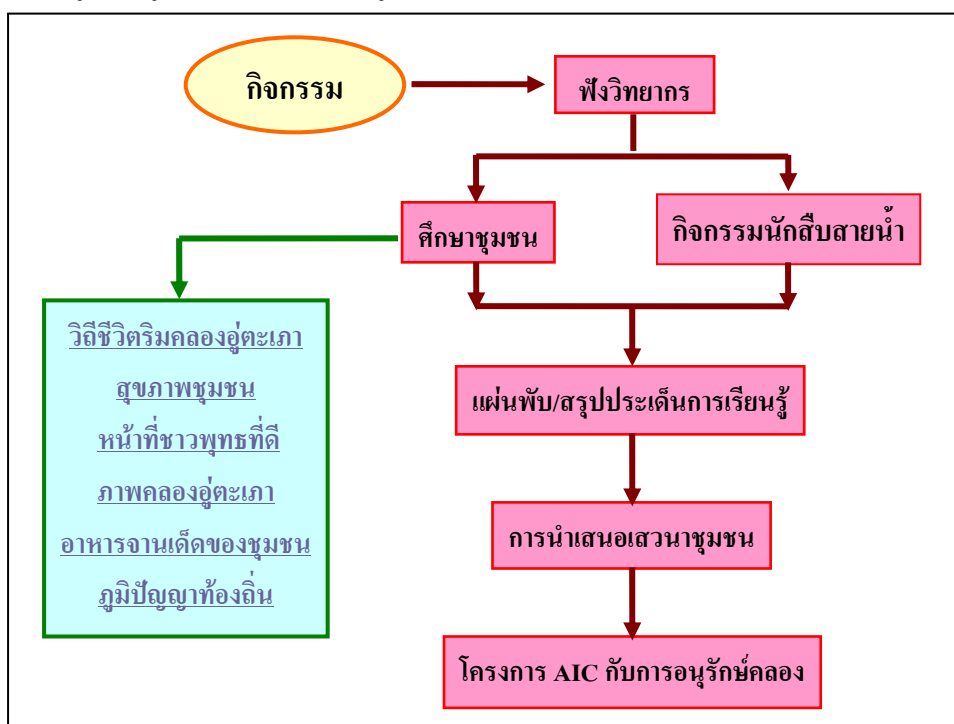 กิจกรรม
ฟังวิทยากร
ศึกษาชุมชน
กิจกรรมนักสืบสายน้ำ
วิถีชีวิตริมคลองอู่ตะเภา
สุขภาพชุมชน
หน้าที่ชาวพุทธที่ดี
ภาพคลองอู่ตะเภา
อาหารจานเด็ดของชุมชน
ภูมิปัญญาท้องถิ่น
แผ่นพับ/สรุปประเด็นการเรียนรู้
การนำเสนอเสวนาชุมชน
โครงการ AIC กับการอนุรักษ์คลอง